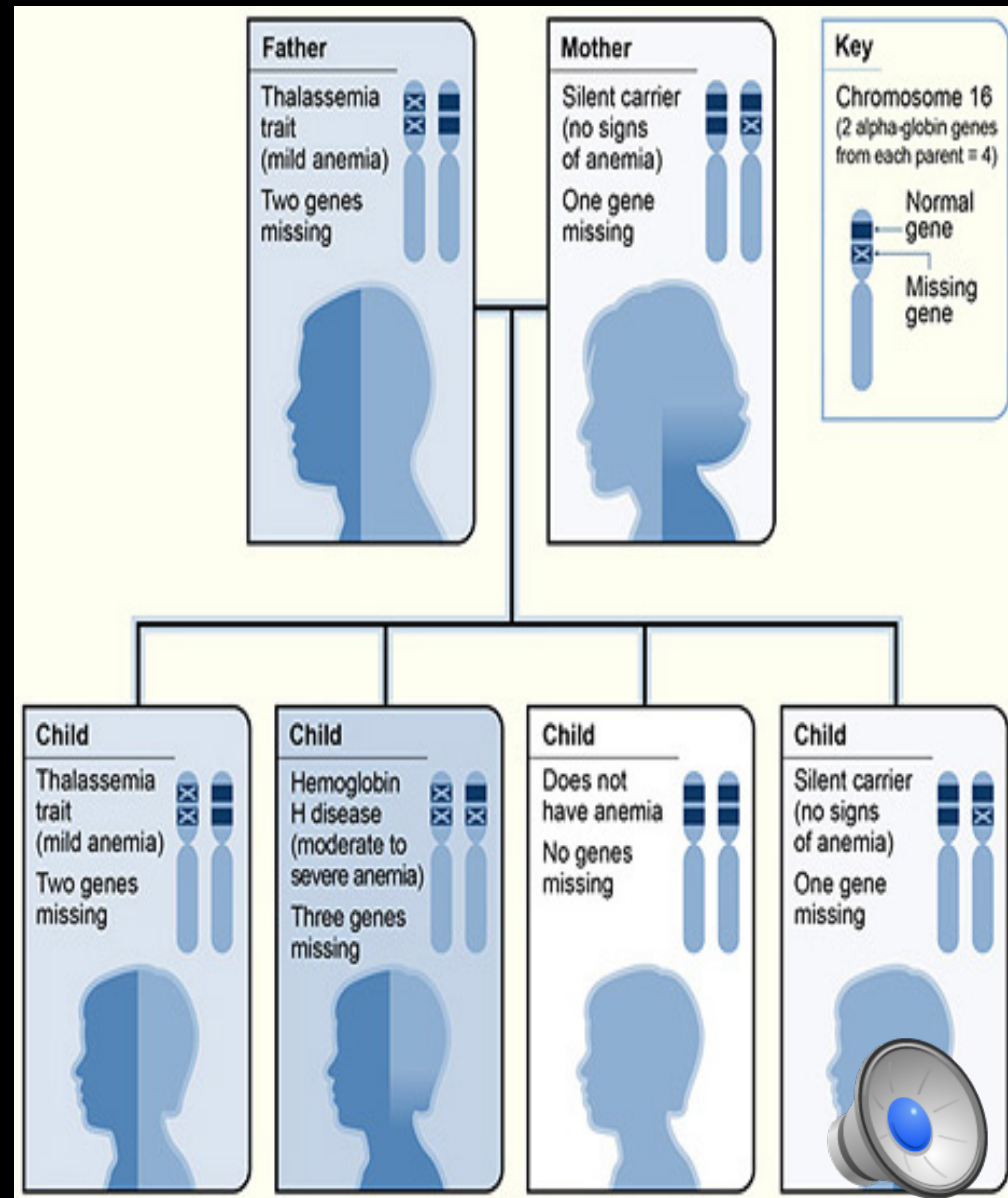 Father
Thalassemia
trait
(mild anemia)
Two genes
missing
Mother
Silent carrier
(no signs
of anemia)
One gene
missing
Key
Chromosome 16
(2 alpha-globin genes
from each parent = 4)
Normal
gene
Missing
gene
Child
Thalassemia
trait
(mild anemia)
Two genes
missing
Child
Hemoglobin
H disease
(moderate to
severe anemia)
Three genes
missing
Child
Does not
have anemia
No genes
missing
Child
Silent carrier
(no signs
of anemia)
One gene
missing